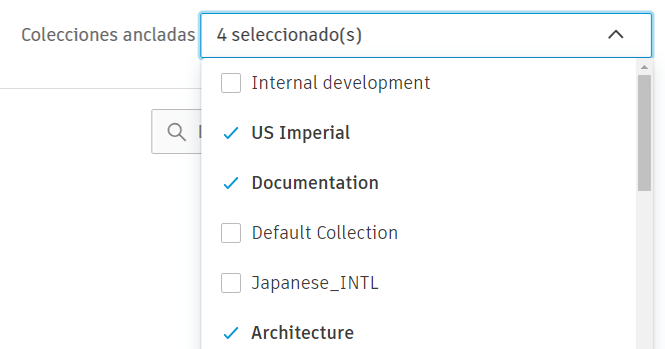 Colecciones ancladas 4 seleccionado(s)
Internal development
US Imperial
Documentation
Default Collection
Japanese_INTL
Architecture